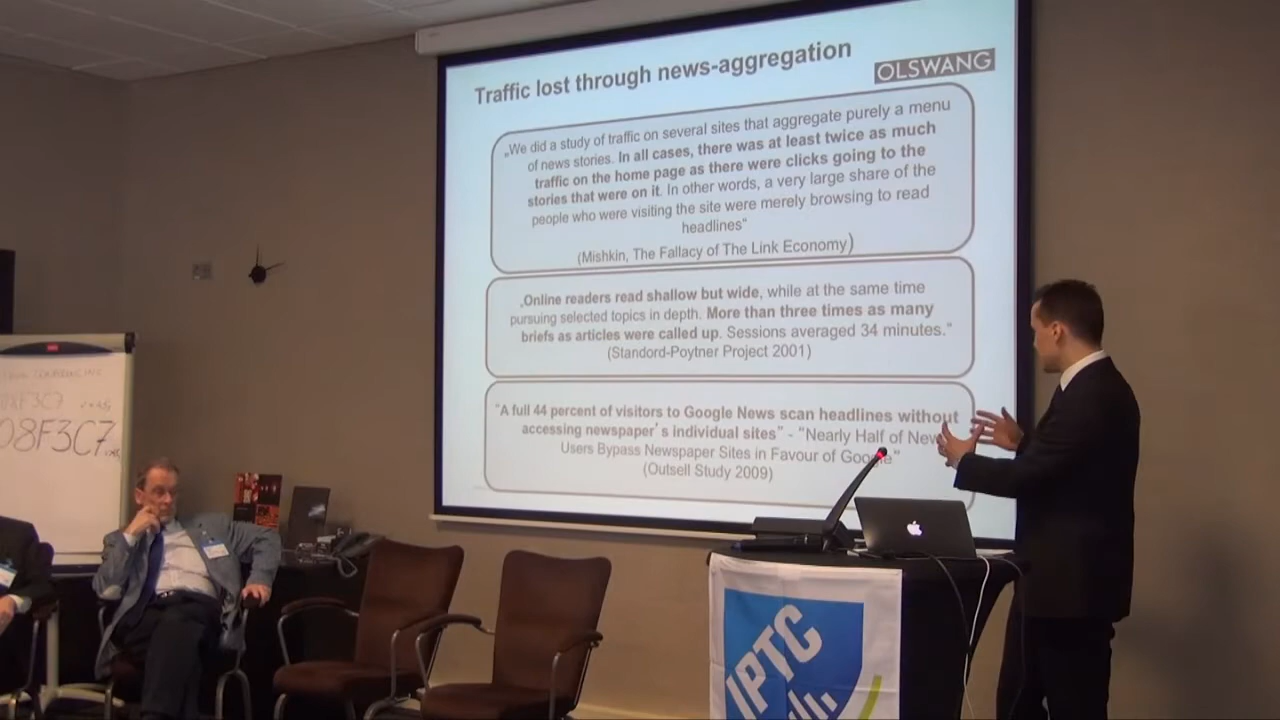 Traffic lost through news-aggregation
OLSWANG
„We did a study of traffic on several sites that aggregate purely a menu
of news stories. In all cases, there was at least twice as much
traffic on the home page as there were clicks going to the
stories that were on it. In other words, a very large share of the
people who were visiting the site were merely browsing to read
headlines“
(Mishkin, The Fallacy of The Link Economy)
„Online readers read shallow but wide, while at the same time
pursuing selected topics in depth. More than three times as many
briefs as articles were called up. Sessions averaged 34 minutes.”
(Standord-Poytner Project 2001)
“A full 44 percent of visitors to Google News scan headlines without
accessing newspaper’s individual sites” - “Nearly Half of New
Users Bypass Newspaper Sites in Favour of Google”
(Outsell Study 2009)
08F3C7
08F3C7
IPTC